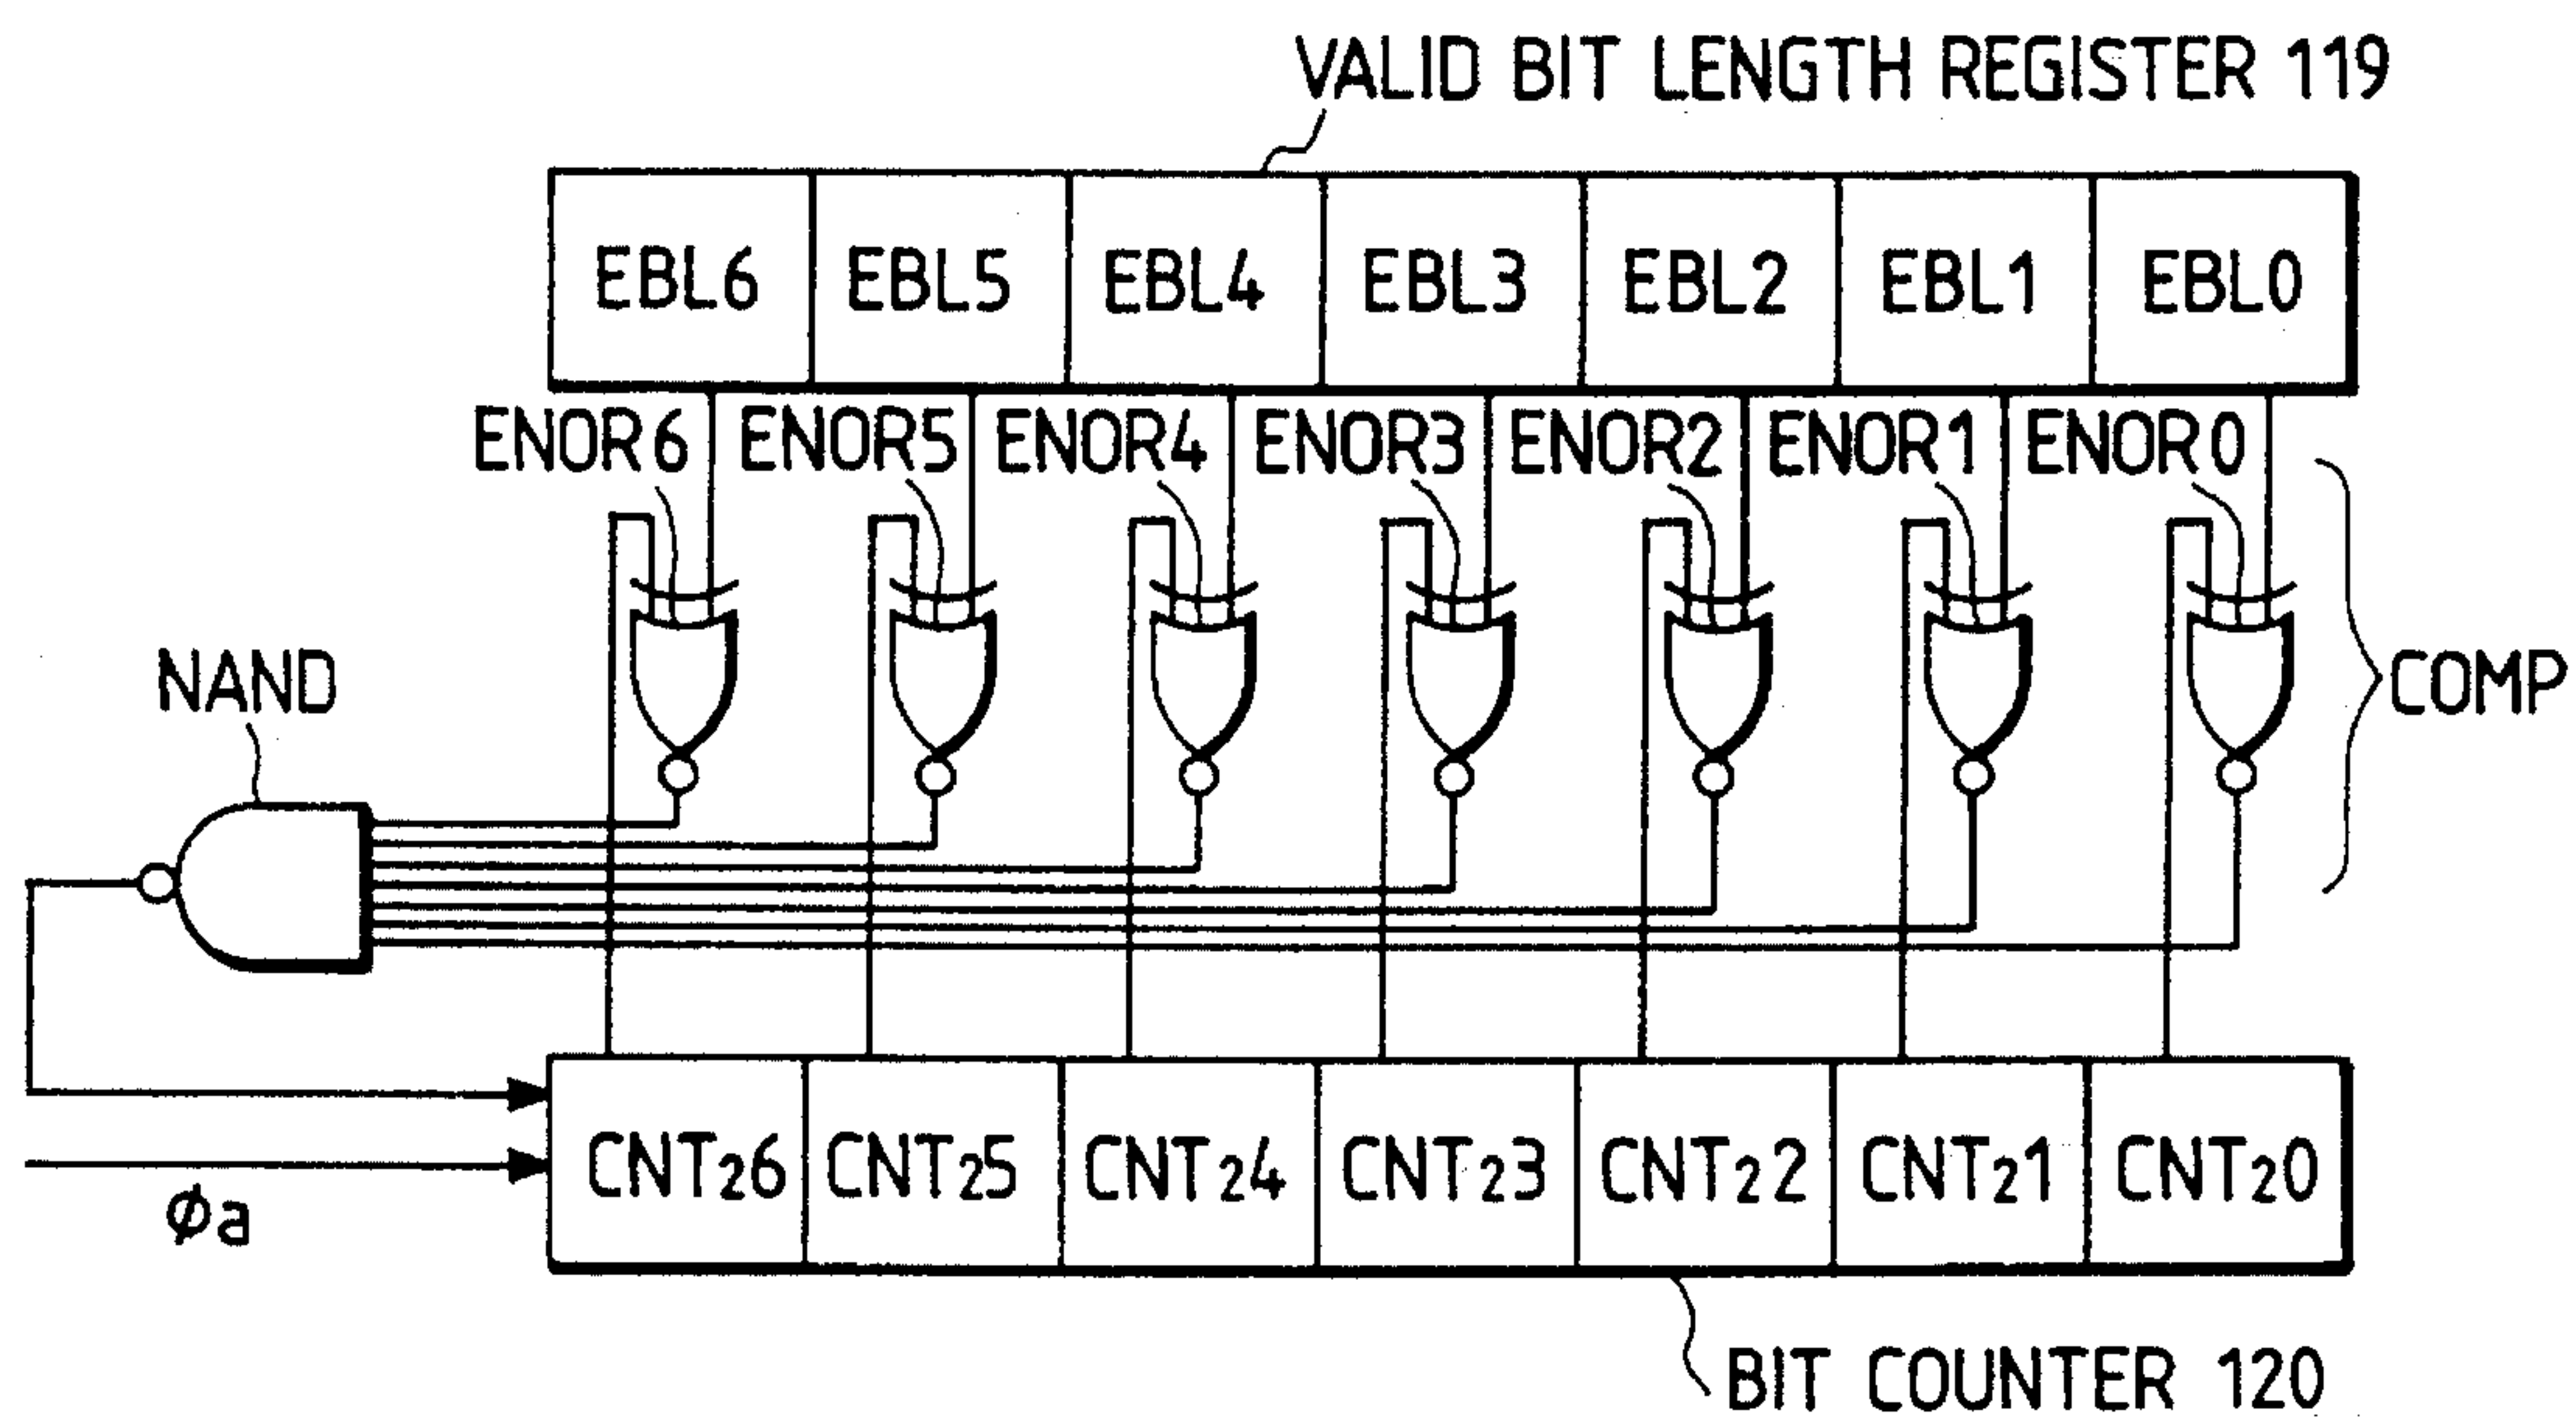 VALID BIT LENGTH REGISTER 119
EBL6 EBL5 EBL4 EBL3 EBL2 EBL1 EBL0
ENOR6 ENOR5 ENOR4 ENOR3 ENOR2 ENOR1 ENOR0
NAND
COMP
CNT₂6 CNT₂5 CNT₂4 CNT₂3 CNT₂2 CNT₂1 CNT₂0
φa
BIT COUNTER 120